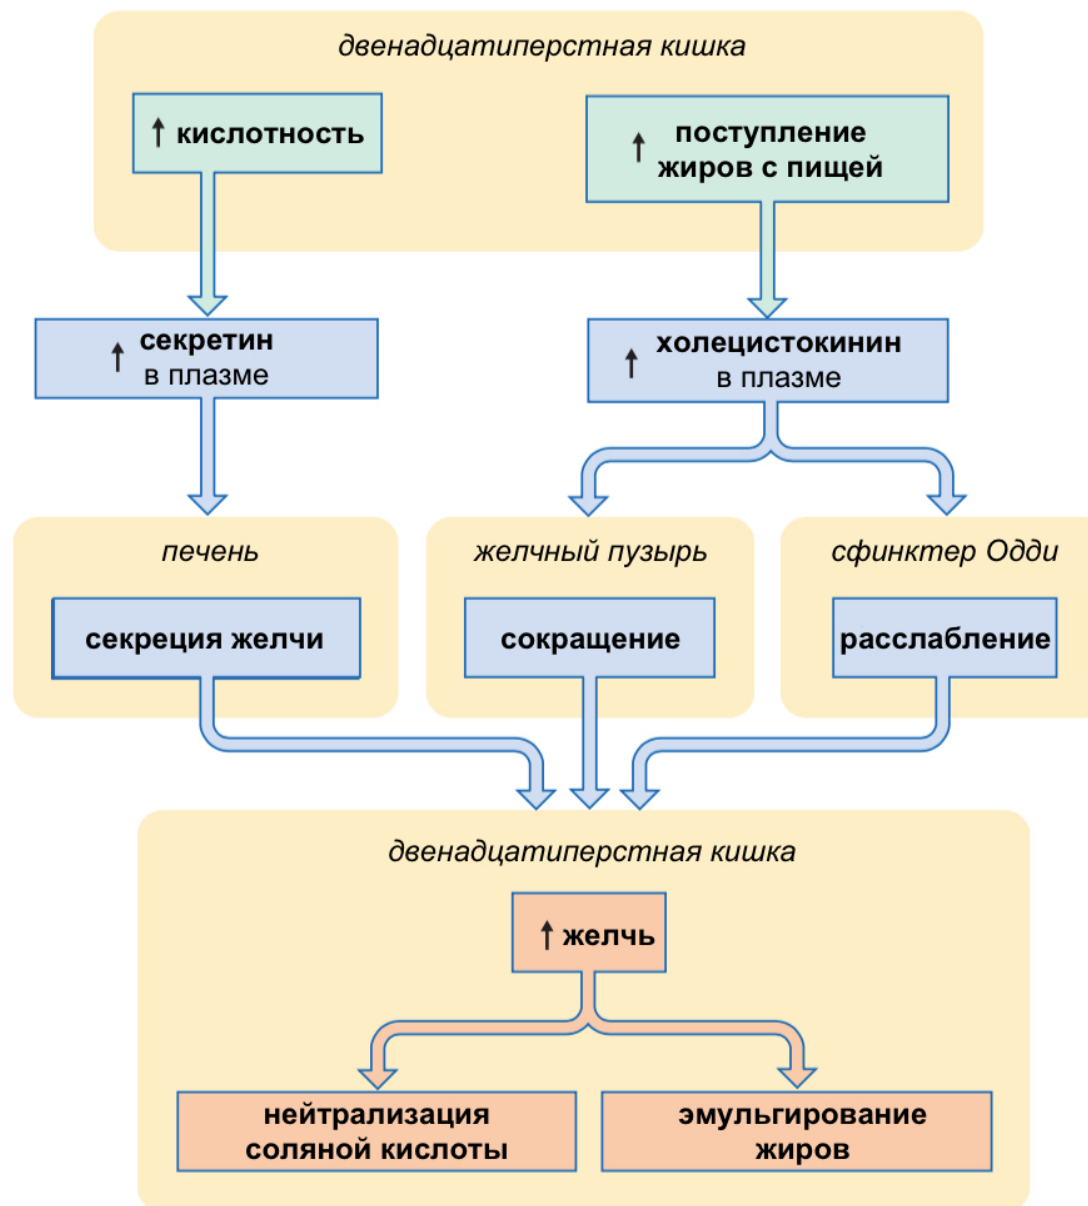 двенадцатиперстная кишка
↑ кислотность
↑ поступление
жиров с пищей
↑ секретин
в плазме
↑ холецистокинин
в плазме
печень
секреция желчи
желчный пузырь
сокращение
сфинктер Одди
расслабление
двенадцатиперстная кишка
↑ желчь
нейтрализация
соляной кислоты
эмульгирование
жиров